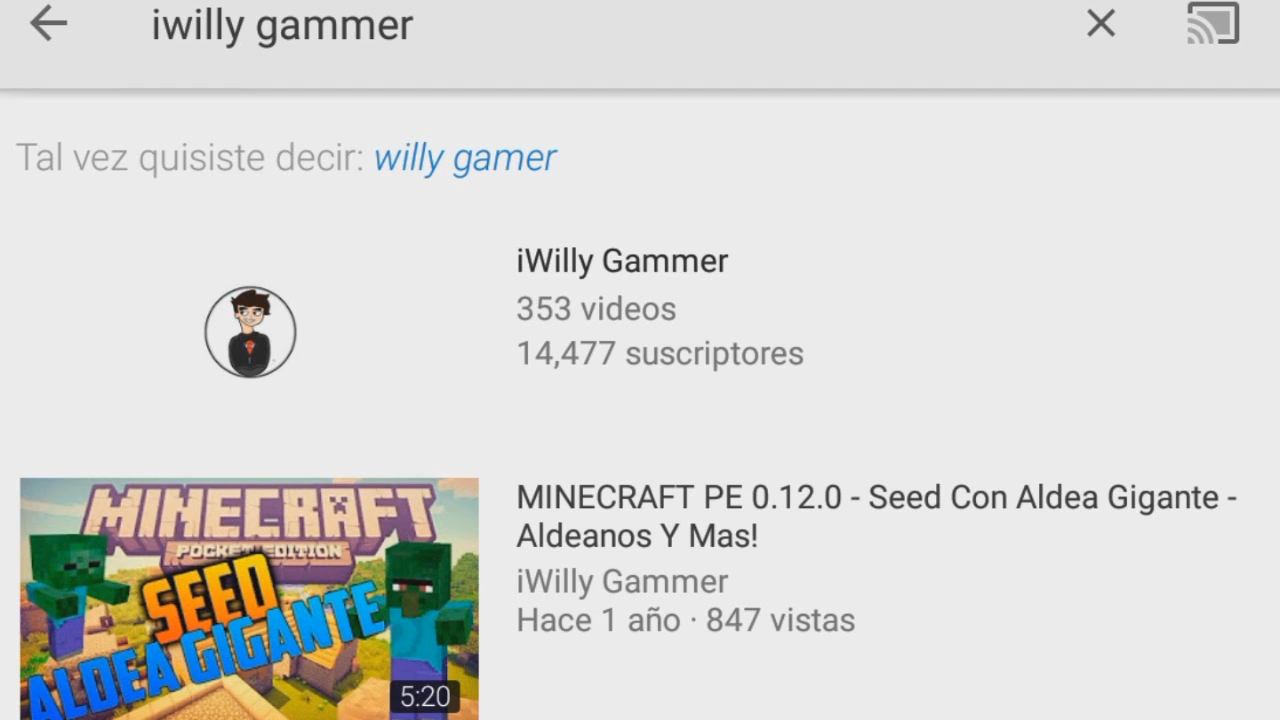 iwilly gammer
Tal vez quisiste decir: willy gamer
iWilly Gammer
353 videos
14,477 suscriptores
MINECRAFT
POCKET EDITION
SEED
ALDEA GIGANTE
5:20
MINECRAFT PE 0.12.0 - Seed Con Aldea Gigante -
Aldeanos Y Mas!
iWilly Gammer
Hace 1 año · 847 vistas